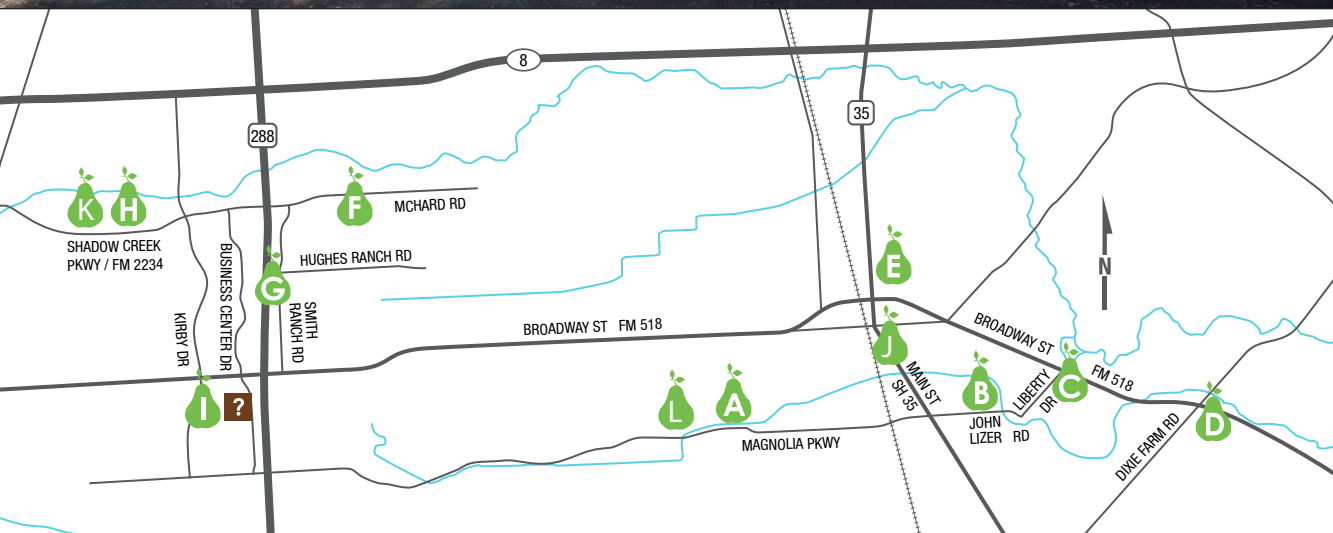 8
35
288
K
H
F
MCHARD RD
SHADOW CREEK
PKWY / FM 2234
E
BUSINESS CENTER DR
HUGHES RANCH RD
N
G
SMITH
RANCH RD
KIRBY DR
BROADWAY ST FM 518
BROADWAY ST
FM 518
J
MAIN ST
SH 35
B
LIBERTY
DR
C
I
?
L
A
JOHN
LIZER RD
D
MAGNOLIA PKWY
DIXIE FARM RD